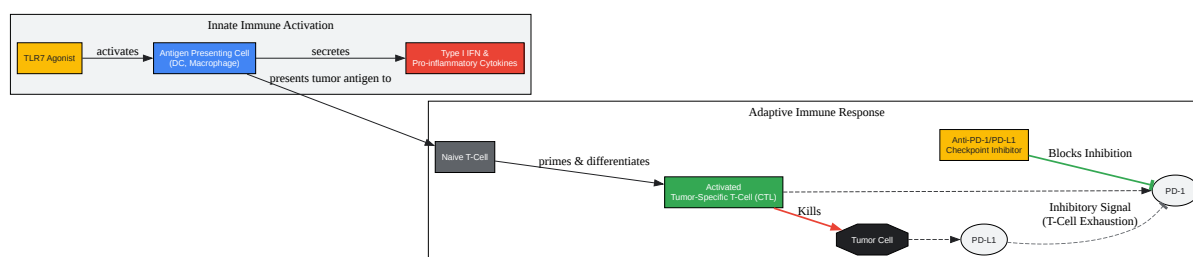 Innate Immune Activation
TLR7 Agonist
activates
Antigen Presenting Cell
(DC, Macrophage)
secretes
Type I IFN &
Pro-inflammatory Cytokines
presents tumor antigen to
Adaptive Immune Response
Naive T-Cell
primes & differentiates
Activated
Tumor-Specific T-Cell (CTL)
Anti-PD-1/PD-L1
Checkpoint Inhibitor
Blocks Inhibition
PD-1
Kills
Tumor Cell
PD-L1
Inhibitory Signal
(T-Cell Exhaustion)